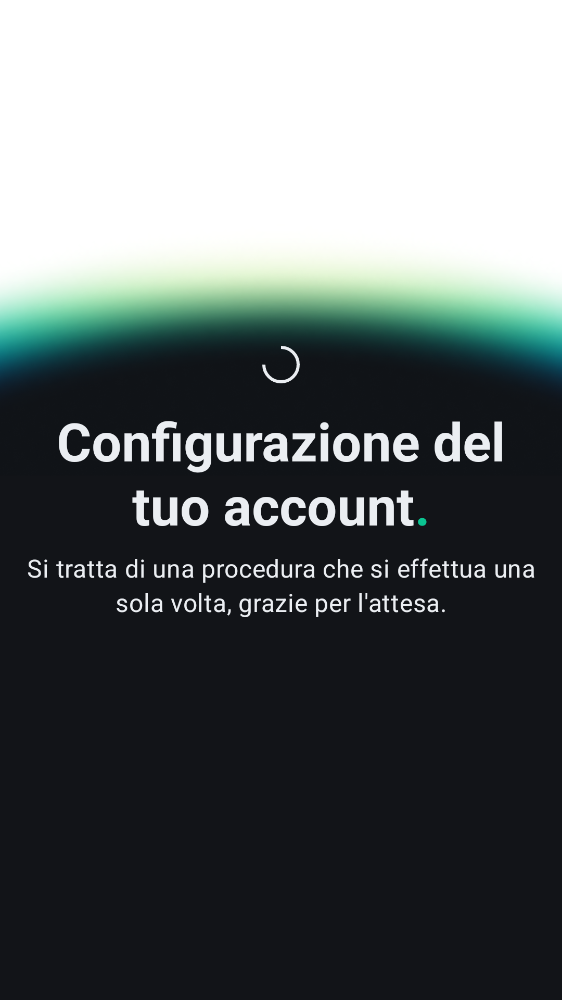 Configurazione del
tuo account.
Si tratta di una procedura che si effettua una
sola volta, grazie per l'attesa.